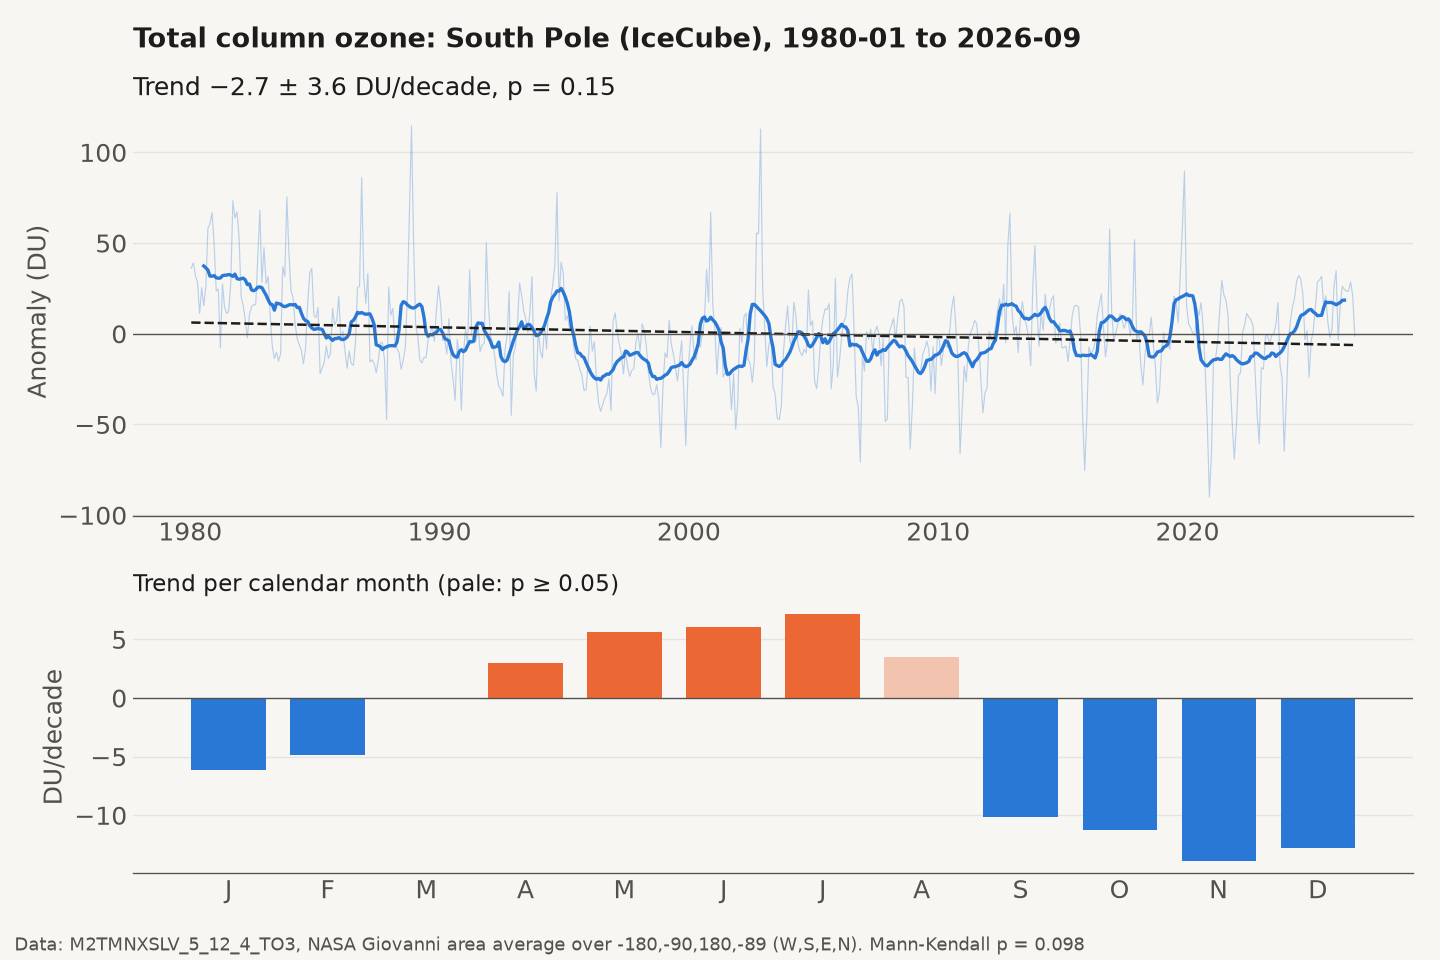 Total column ozone: South Pole (IceCube), 1980-01 to 2026-09
Trend −2.7 ± 3.6 DU/decade, p = 0.15
Anomaly (DU)
100
50
0
−50
−100
1980 1990 2000 2010 2020
Trend per calendar month (pale: p ≥ 0.05)
DU/decade
5
0
−5
−10
J F M A M J J A S O N D
Data: M2TMNXSLV_5_12_4_TO3, NASA Giovanni area average over -180,-90,180,-89 (W,S,E,N). Mann-Kendall p = 0.098